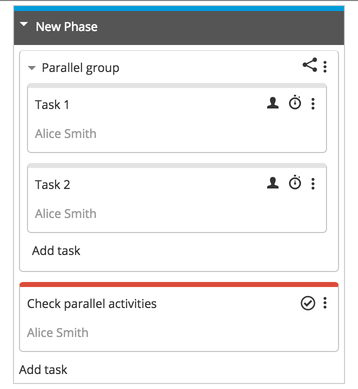 New Phase
Parallel group
Task 1
Alice Smith
Task 2
Alice Smith
Add task
Check parallel activities
Alice Smith
Add task